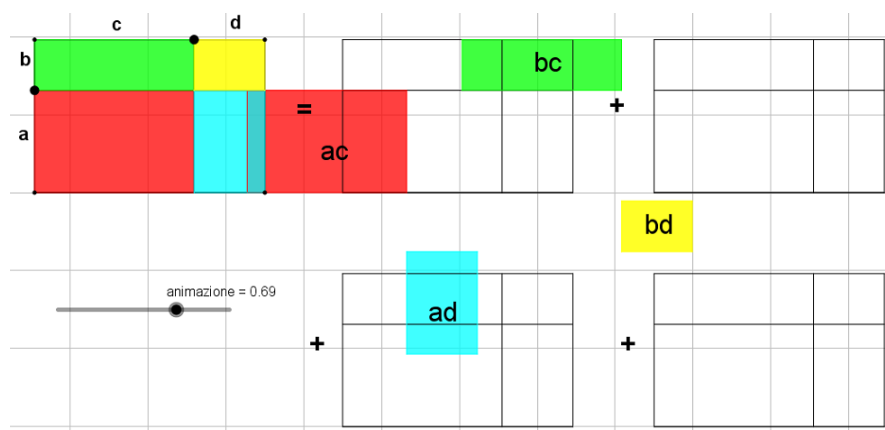 c
d
b
bc
=
+
a
ac
bd
animazione = 0.69
ad
+
+